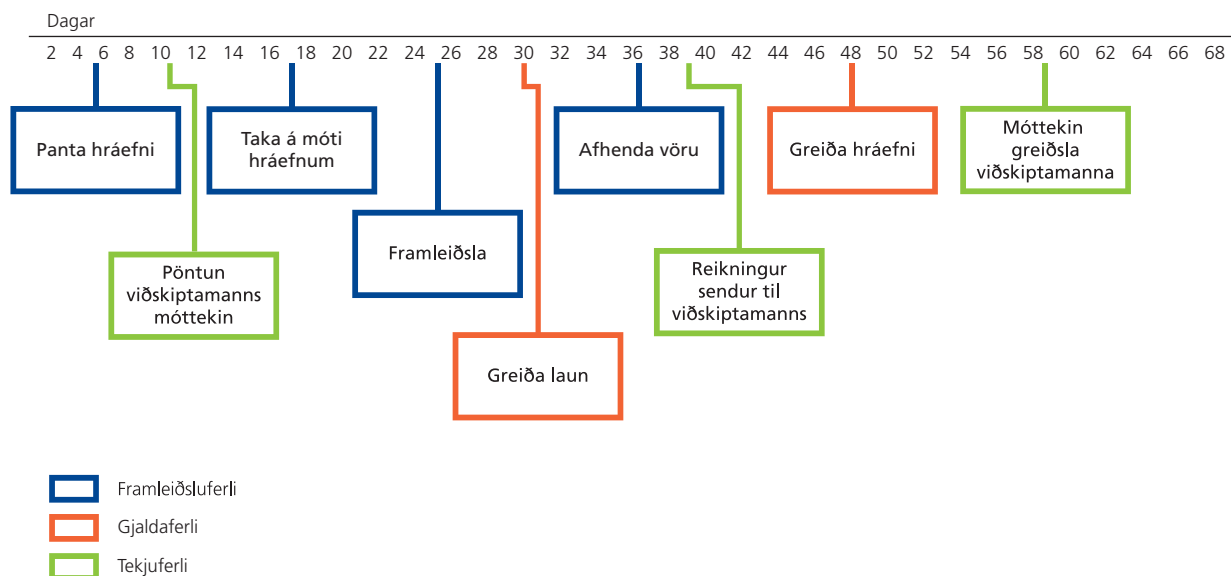 Dagar
2 4 6 8 10 12 14 16 18 20 22 24 26 28 30 32 34 36 38 40 42 44 46 48 50 52 54 56 58 60 62 64 66 68
Panta hráefni
Taka á móti
hráefnum
Afhenda vöru
Greiða hráefni
Móttekin
greiðsla
viðskiptamanna
Framleiðsla
Pöntun
viðskiptamanns
móttekin
Reikningur
sendur til
viðskiptamanns
Greiða laun
Framleiðsluferli
Gjaldaferli
Tekjuferli